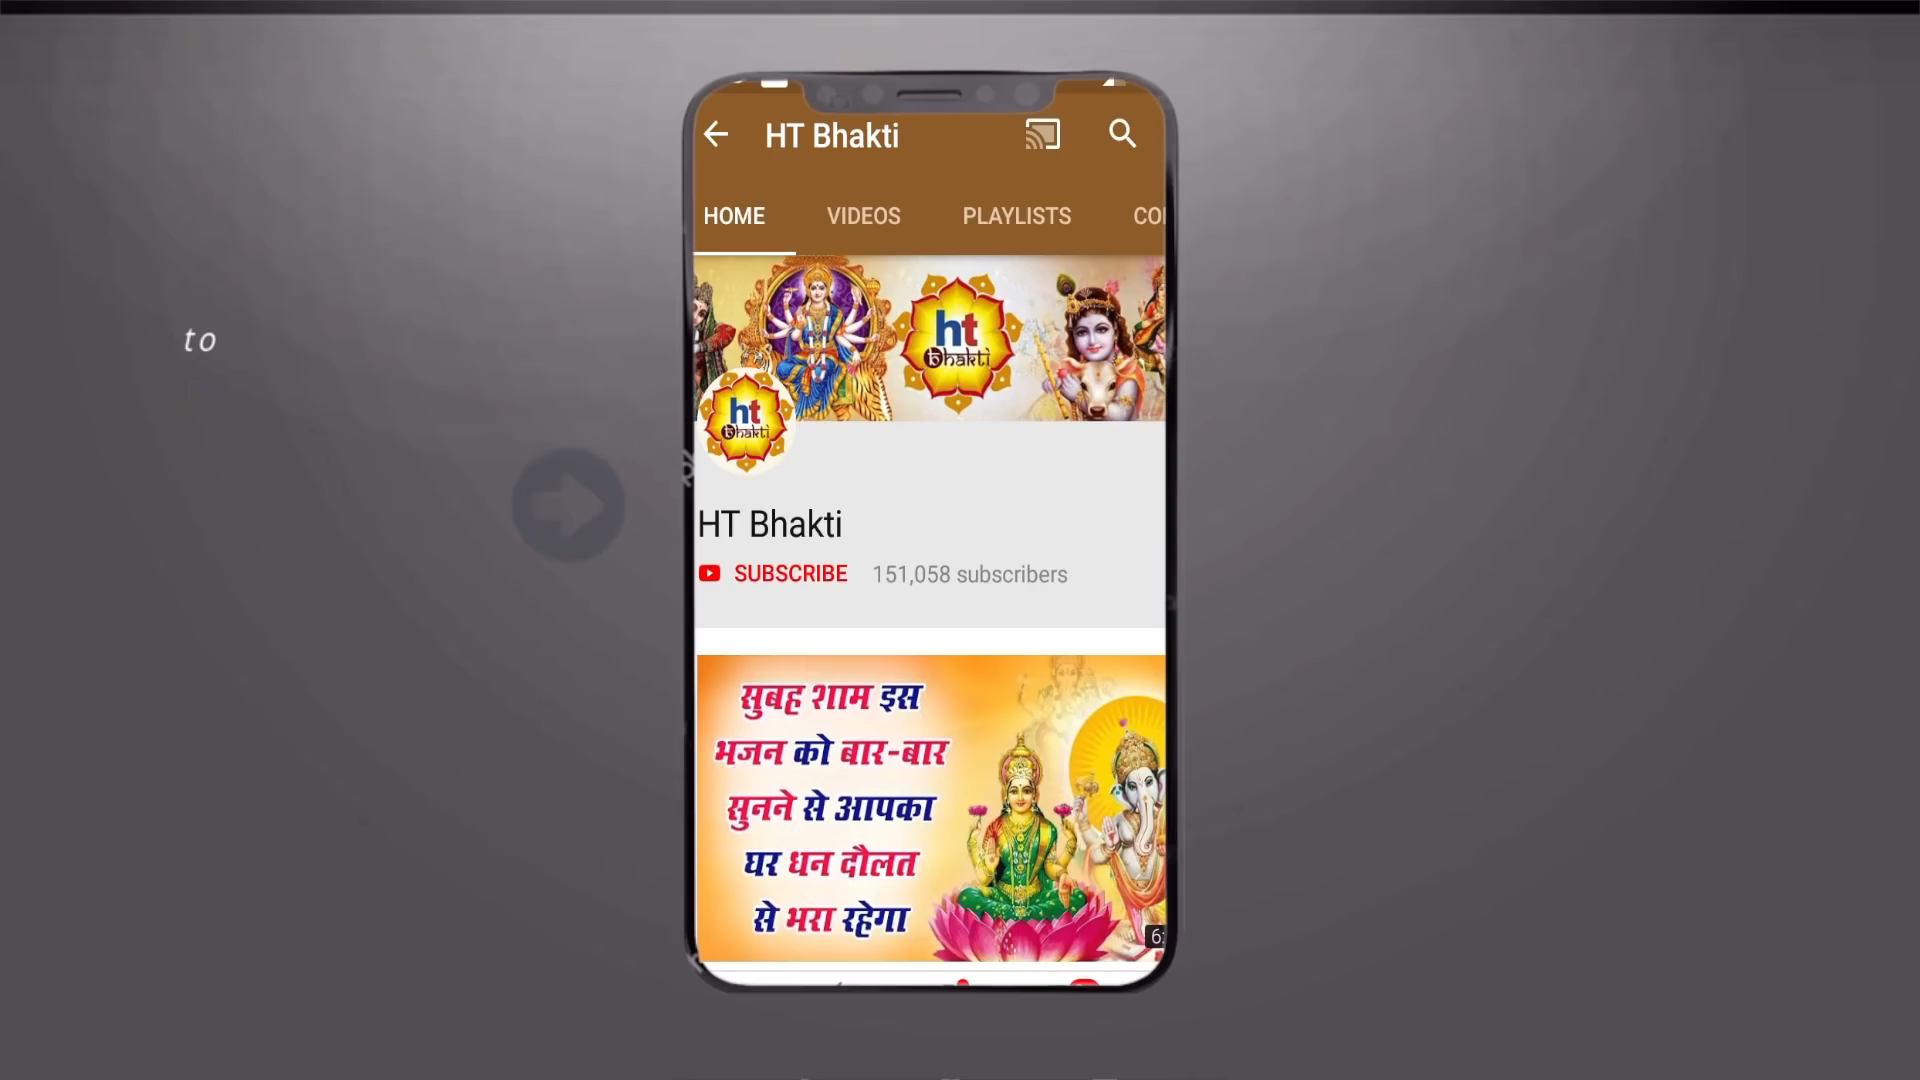 HT Bhakti
HOME VIDEOS PLAYLISTS
ht
bhakti
ht
bhakti
to
HT Bhakti
SUBSCRIBE 151,058 subscribers
सुबह शाम इस
भजन को बार-बार
सुनने से आपका
घर धन दौलत
से भरा रहेगा